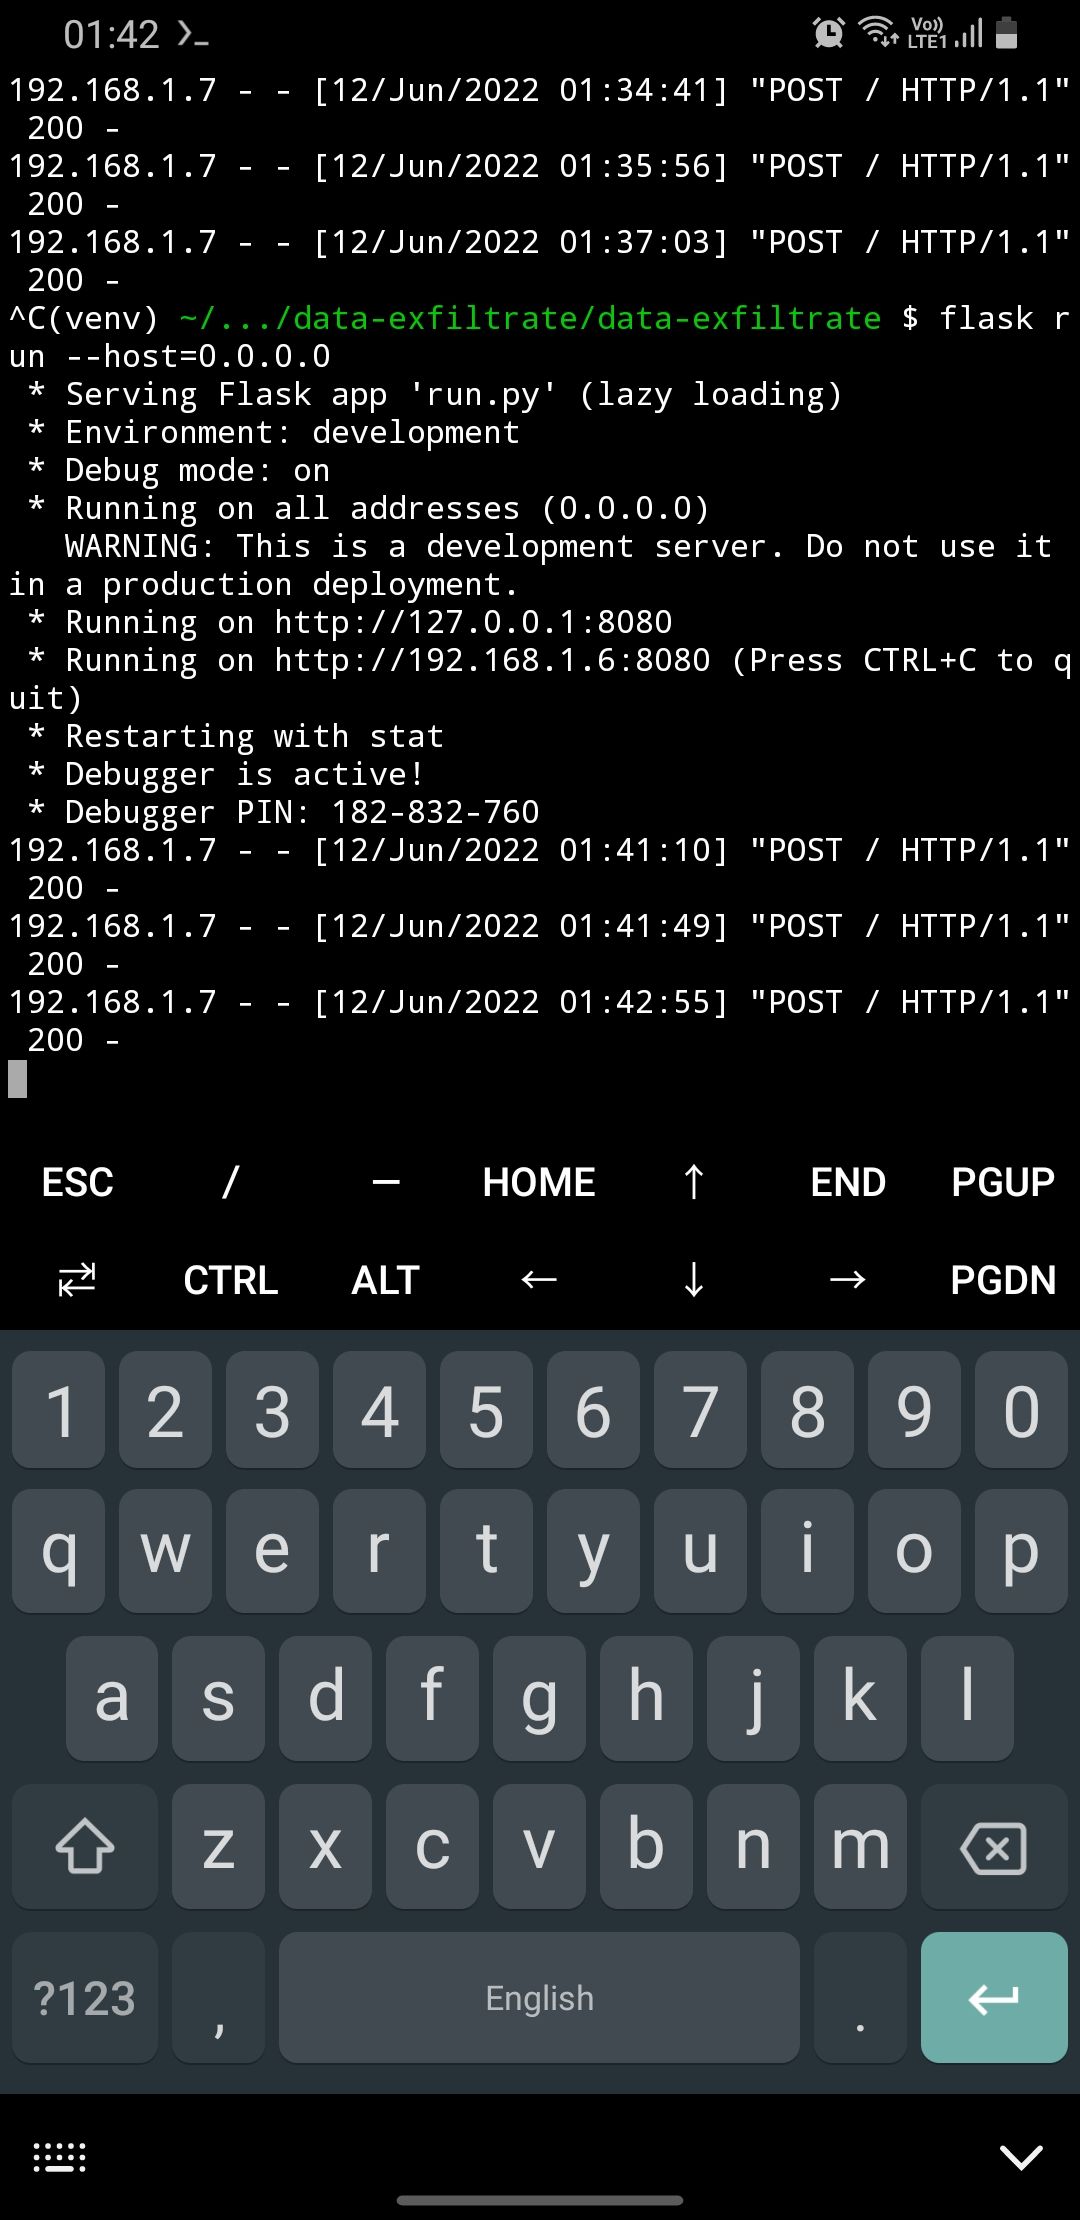 01:42
Vo)) LTE1
192.168.1.7 - - [12/Jun/2022 01:34:41] "POST / HTTP/1.1"
 200 -
192.168.1.7 - - [12/Jun/2022 01:35:56] "POST / HTTP/1.1"
 200 -
192.168.1.7 - - [12/Jun/2022 01:37:03] "POST / HTTP/1.1"
 200 -
^C(venv) ~/.../data-exfiltrate/data-exfiltrate $ flask r
un --host=0.0.0.0
 * Serving Flask app 'run.py' (lazy loading)
 * Environment: development
 * Debug mode: on
 * Running on all addresses (0.0.0.0)
   WARNING: This is a development server. Do not use it
in a production deployment.
 * Running on http://127.0.0.1:8080
 * Running on http://192.168.1.6:8080 (Press CTRL+C to q
uit)
 * Restarting with stat
 * Debugger is active!
 * Debugger PIN: 182-832-760
192.168.1.7 - - [12/Jun/2022 01:41:10] "POST / HTTP/1.1"
 200 -
192.168.1.7 - - [12/Jun/2022 01:41:49] "POST / HTTP/1.1"
 200 -
192.168.1.7 - - [12/Jun/2022 01:42:55] "POST / HTTP/1.1"
 200 -
ESC / — HOME ↑ END PGUP
⇄ CTRL ALT ← ↓ → PGDN
1 2 3 4 5 6 7 8 9 0
q w e r t y u i o p
a s d f g h j k l
z x c v b n m
?123 , English .